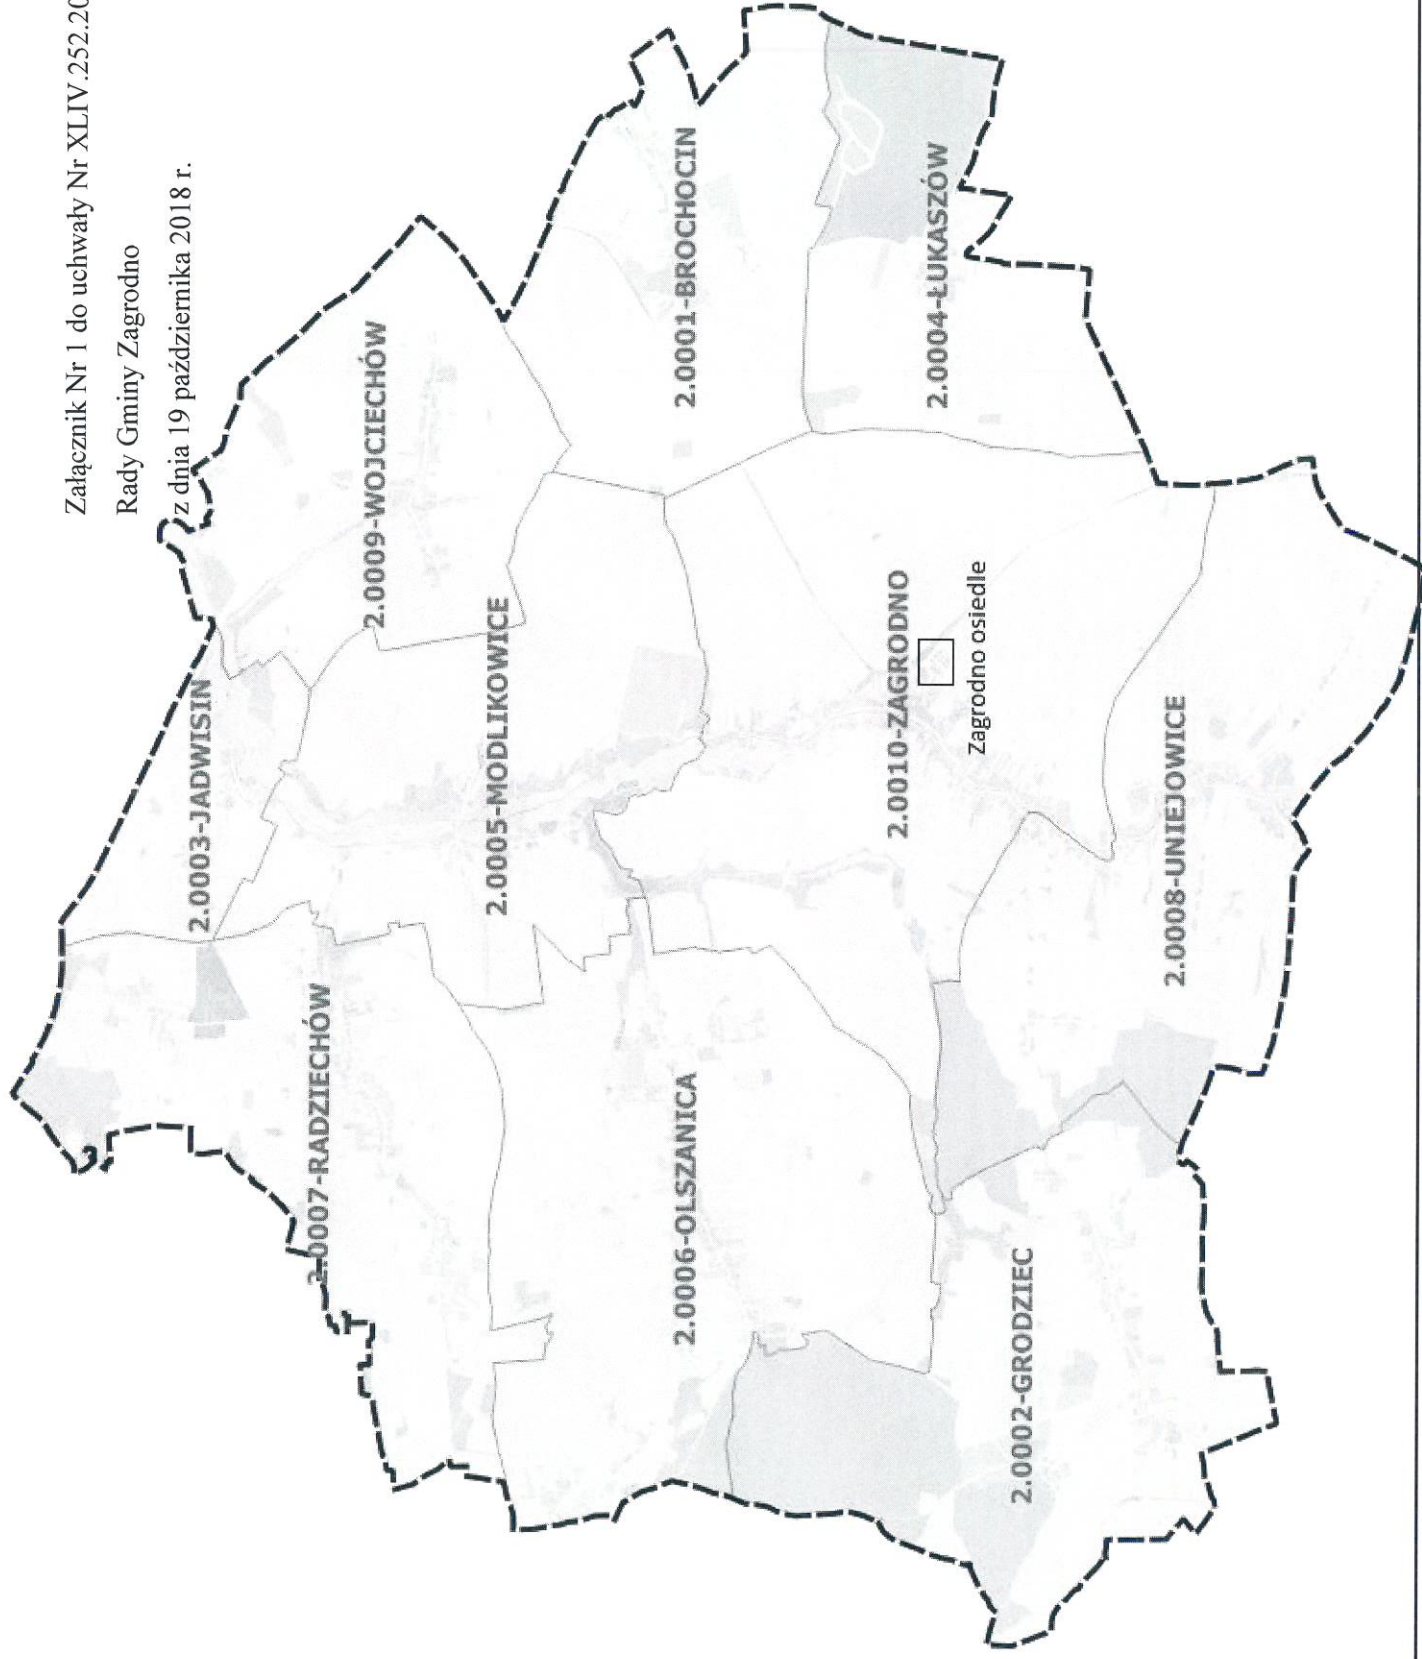 Załącznik Nr 1 do uchwały Nr XLIV.252.20
Rady Gminy Zagrodno
z dnia 19 października 2018 r.
2.0003-JADWISIN
2.0009-WOJCIECHÓW
2.0007-RADZIECHÓW
2.0005-MODLIKOWICE
2.0001-BROCHOCIN
2.0006-OLSZANICA
2.0010-ZAGRODNO
Zagrodno osiedle
2.0004-ŁUKASZÓW
2.0002-GRODZIEC
2.0008-UNIEJOWICE